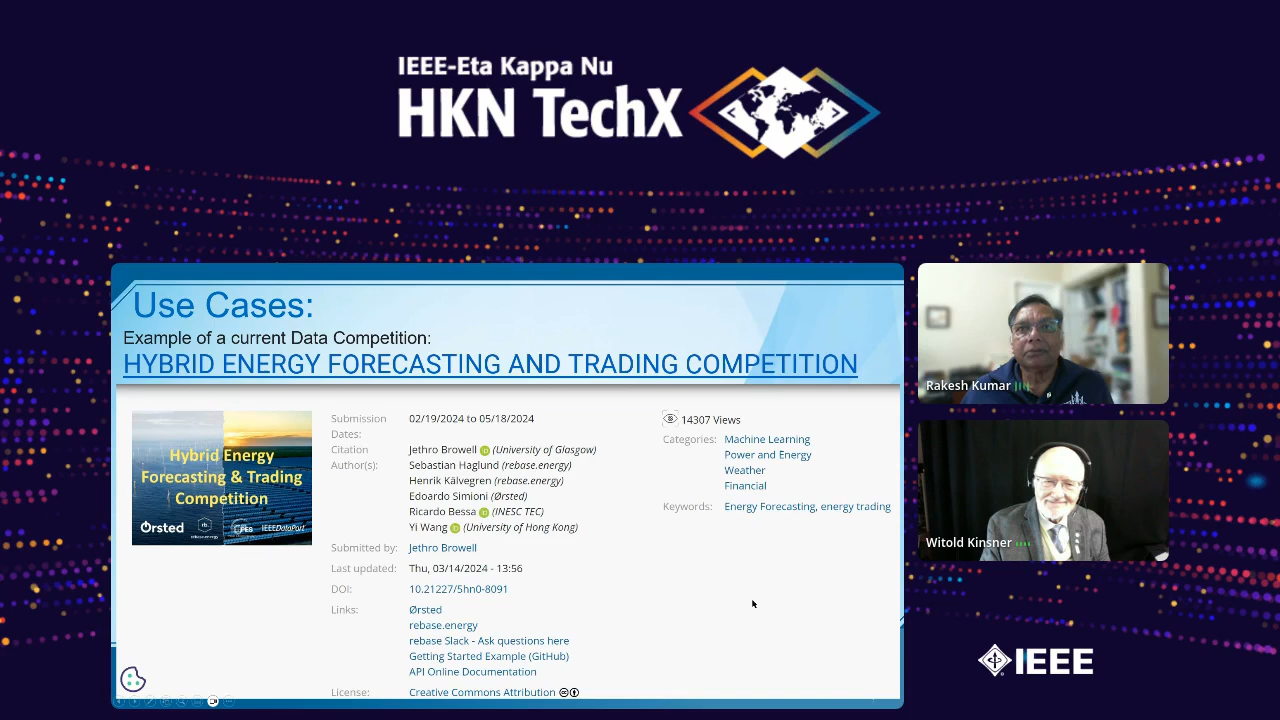 IEEE-Eta Kappa Nu
HKN TechX
Use Cases:
Example of a current Data Competition:
HYBRID ENERGY FORECASTING AND TRADING COMPETITION
Hybrid Energy
Forecasting & Trading
Competition
Ørsted
rebase.energy
IEEE DataPort
Submission Dates: 02/19/2024 to 05/18/2024
Citation Author(s): Jethro Browell (University of Glasgow)
Sebastian Haglund (rebase.energy)
Henrik Kälvegren (rebase.energy)
Edoardo Simioni (Ørsted)
Ricardo Bessa (INESC TEC)
Yi Wang (University of Hong Kong)
Submitted by: Jethro Browell
Last updated: Thu, 03/14/2024 - 13:56
DOI: 10.21227/5hn0-8091
Links: Ørsted
rebase.energy
rebase Slack - Ask questions here
Getting Started Example (GitHub)
API Online Documentation
License: Creative Commons Attribution
14307 Views
Categories: Machine Learning
Power and Energy
Weather
Financial
Keywords: Energy Forecasting, energy trading
Rakesh Kumar
Witold Kinsner
IEEE